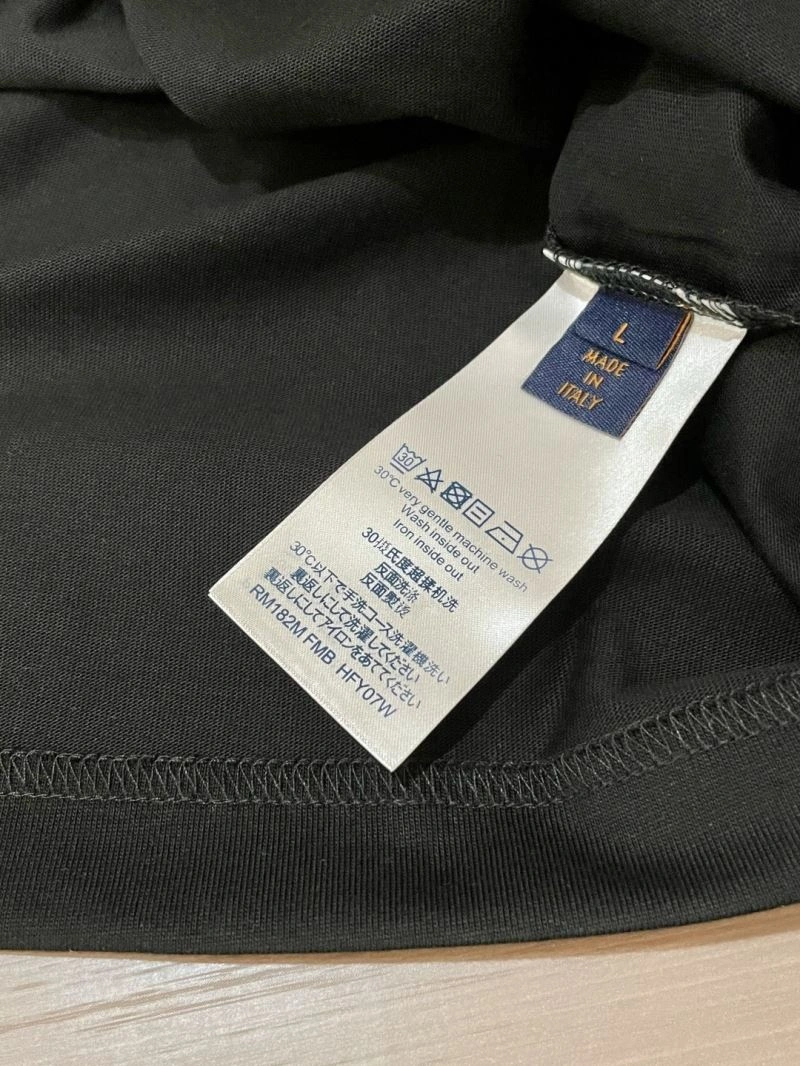 L
MADE
IN
ITALY
30
30°C very gentle machine wash
Wash inside out
Iron inside out
30摄氏度超揉机洗
反面洗涤
反面熨烫
30℃以下で手洗コース洗濯機洗い
裏返しにして洗濯してください
裏返しにしてアイロンをあててください
RM182M FMB HFY07W